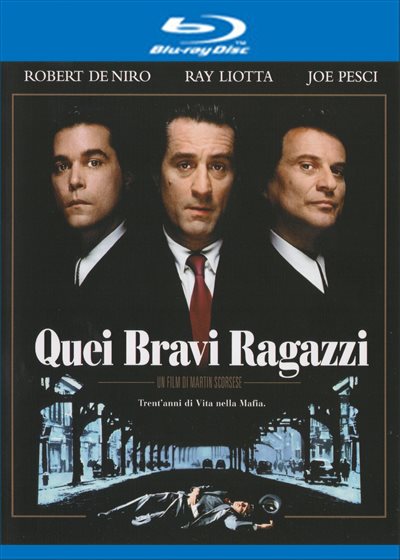 Blu-ray Disc
TM
ROBERT DE NIRO RAY LIOTTA JOE PESCI
Quei Bravi Ragazzi
UN FILM DI MARTIN SCORSESE
Trent'anni di Vita nella Mafia.